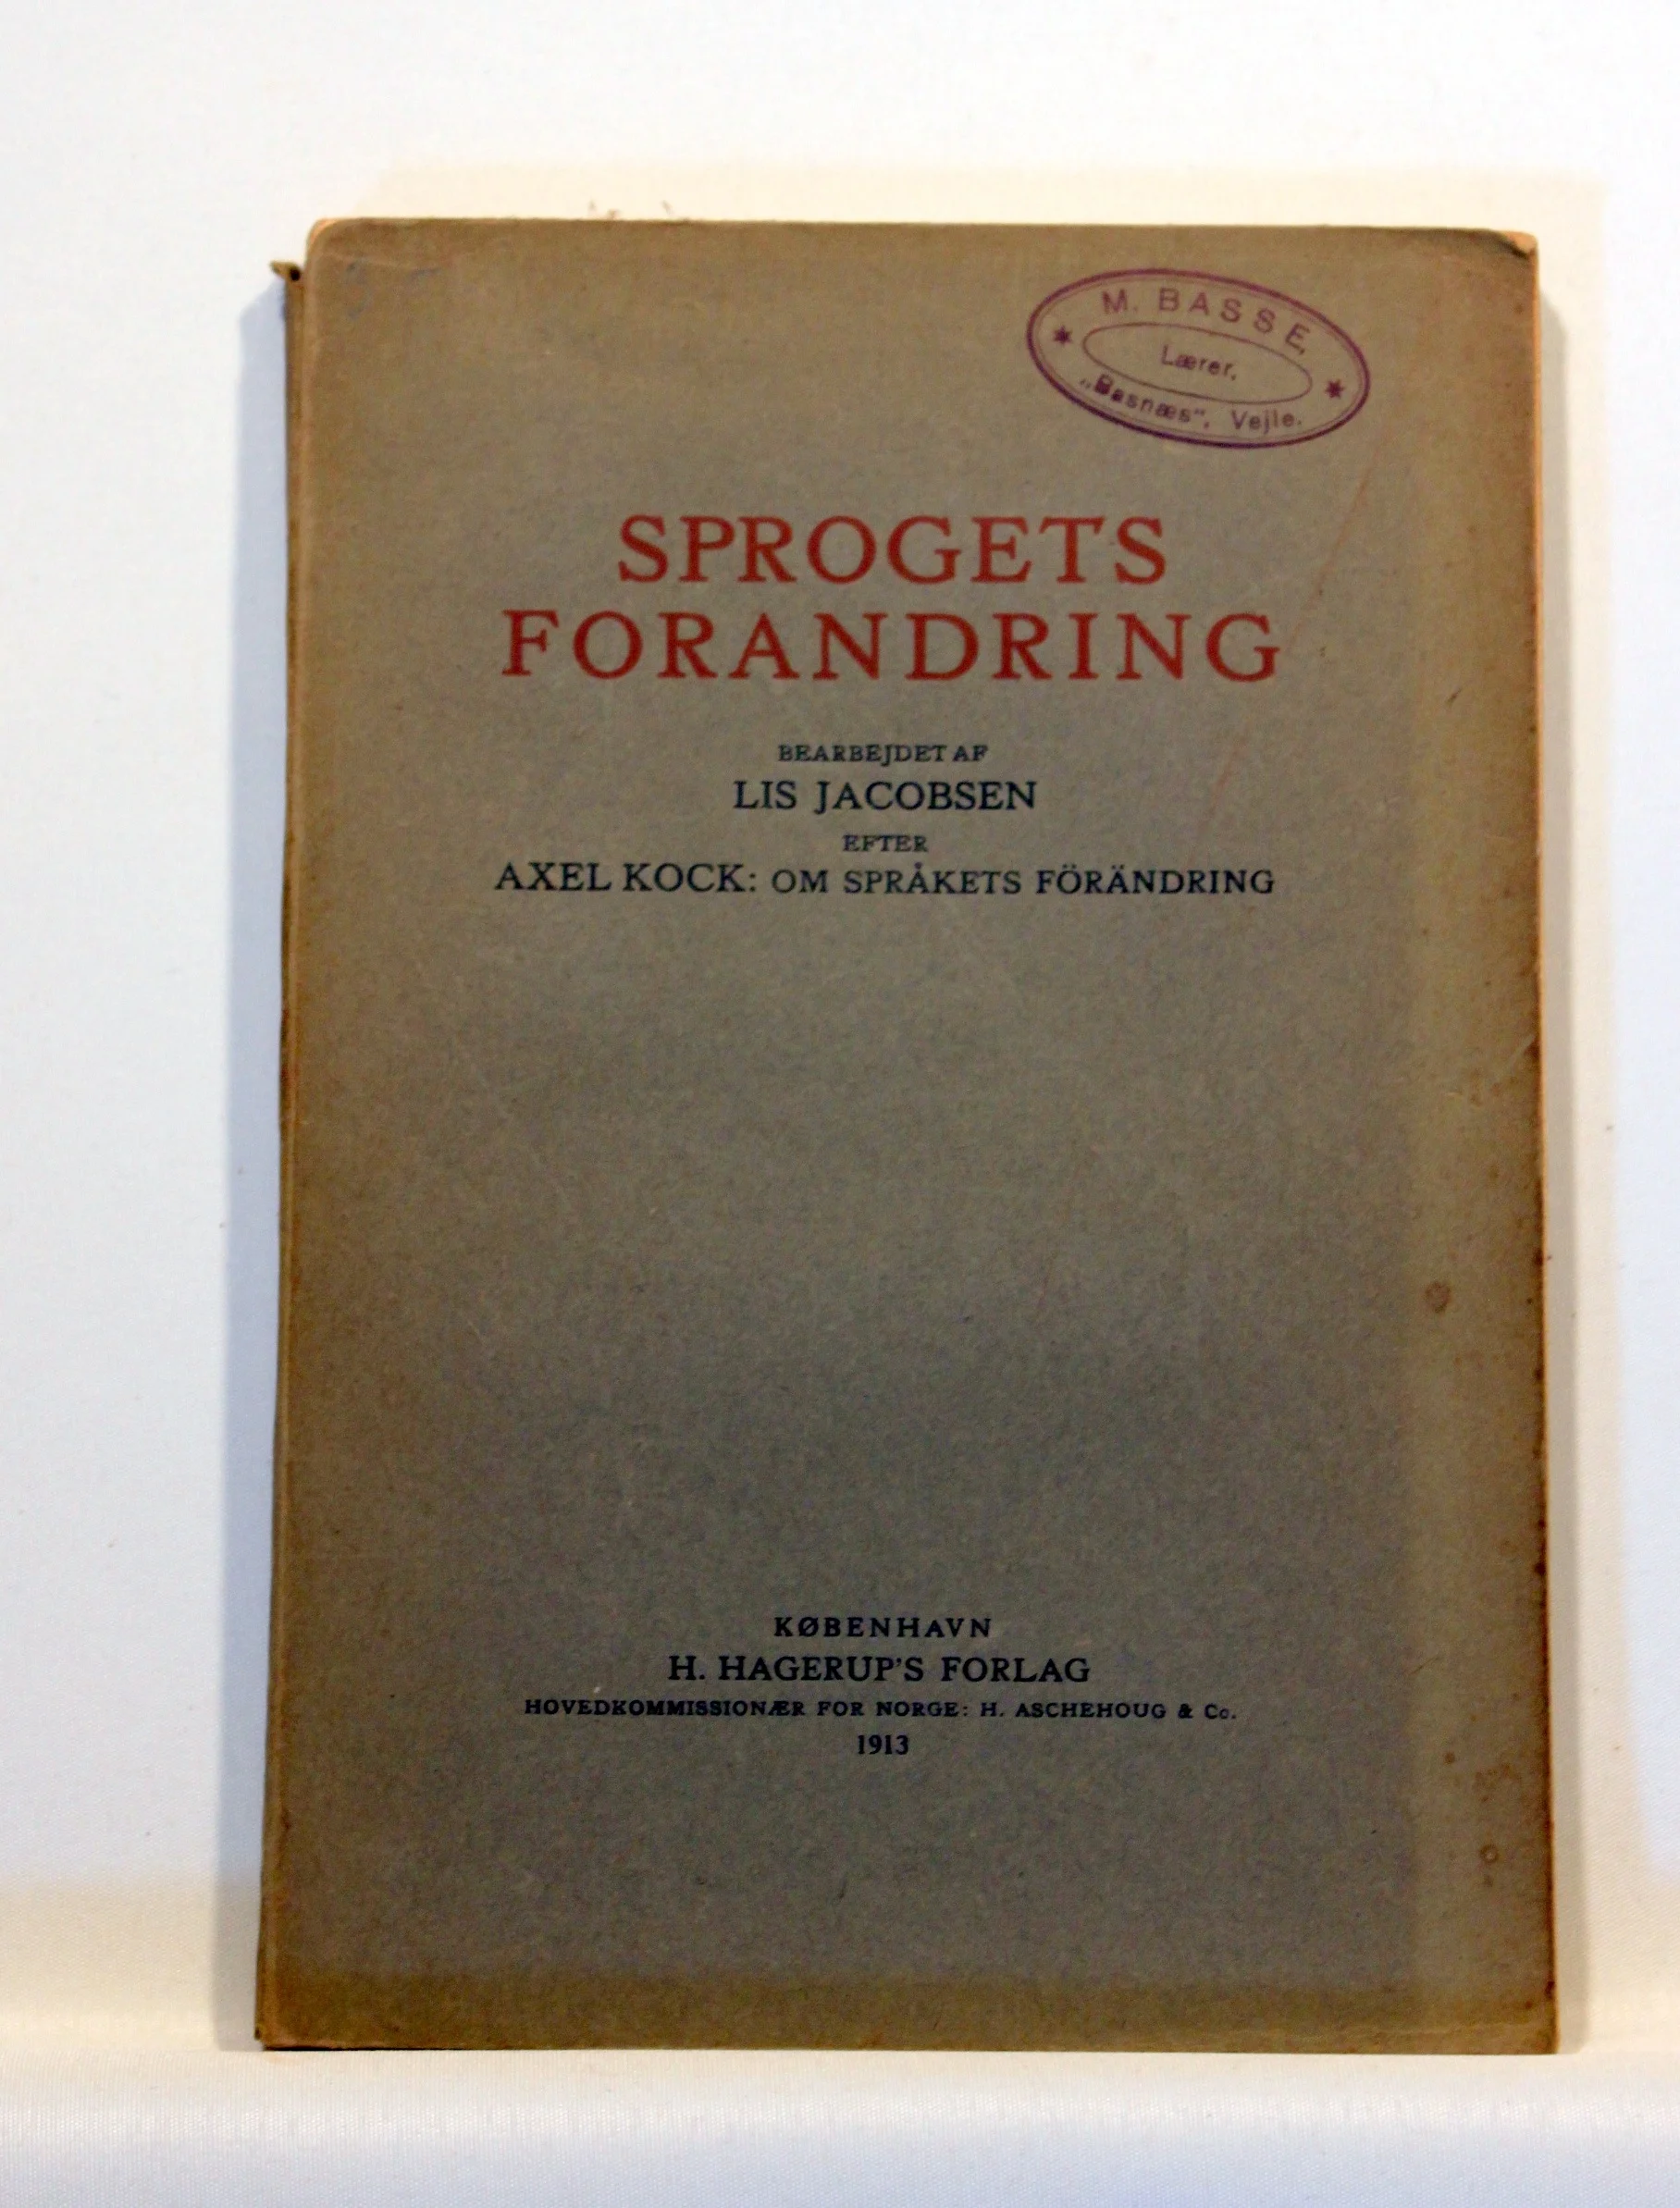 M. BASSE,
Lærer.
„Basnæs“, Vejle.
SPROGETS
FORANDRING
BEARBEJDET AF
LIS JACOBSEN
EFTER
AXEL KOCK: OM SPRÅKETS FÖRÄNDRING
KØBENHAVN
H. HAGERUP'S FORLAG
HOVEDKOMMISSIONÆR FOR NORGE: H. ASCHEHOUG & Co.
1913